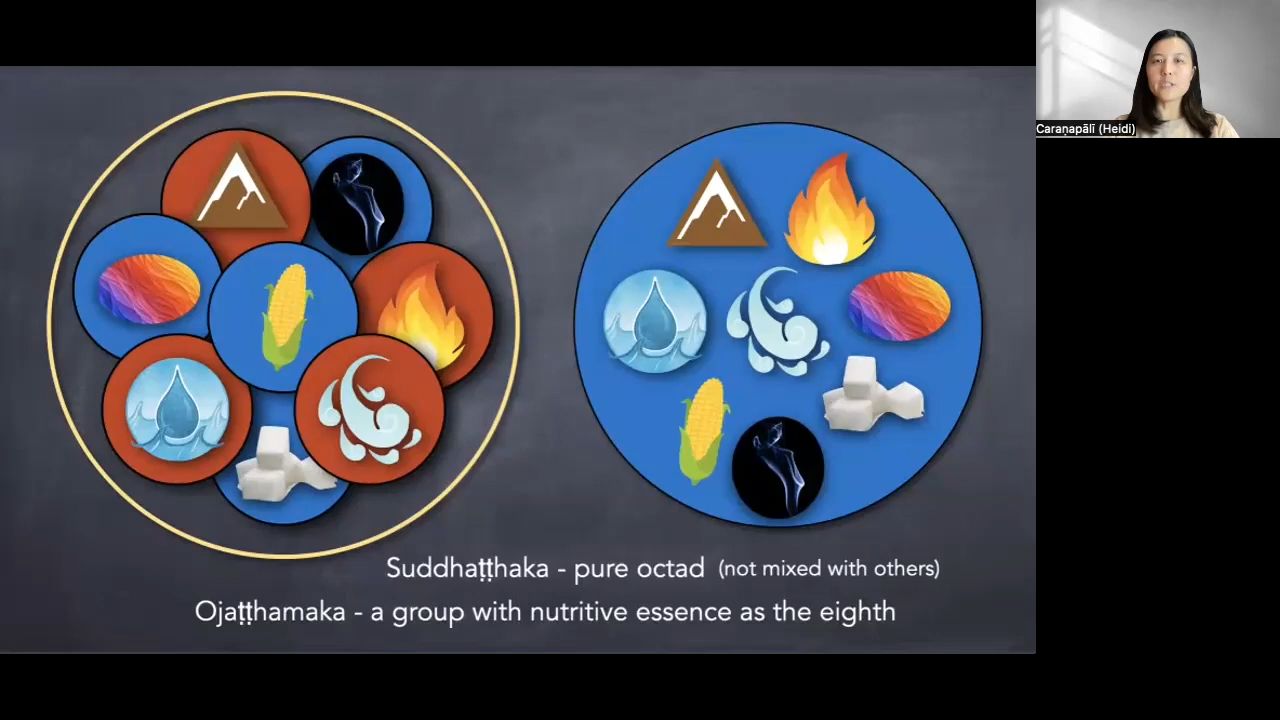 Caraṇapālī (Heidi)
Suddhaṭṭhaka - pure octad (not mixed with others)
Ojaṭṭhamaka - a group with nutritive essence as the eighth